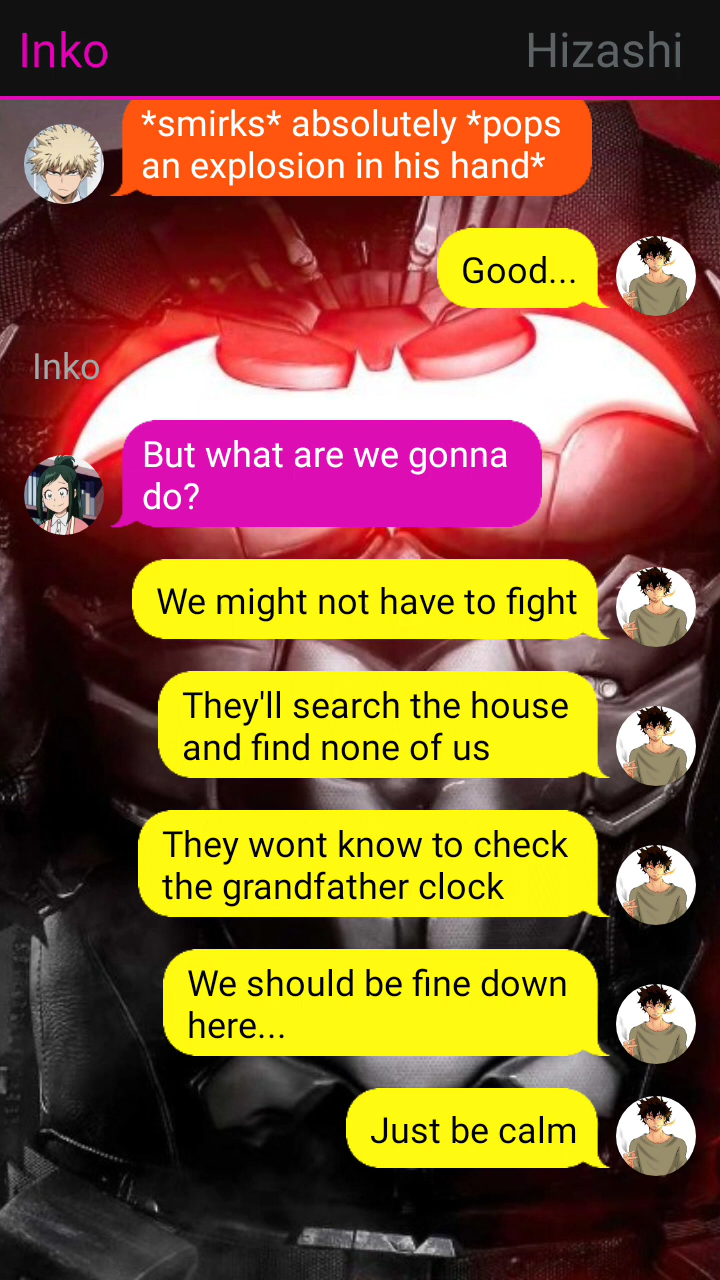 Inko
Hizashi
*smirks* absolutely *pops
an explosion in his hand*
Good...
Inko
But what are we gonna
do?
We might not have to fight
They'll search the house
and find none of us
They wont know to check
the grandfather clock
We should be fine down
here...
Just be calm